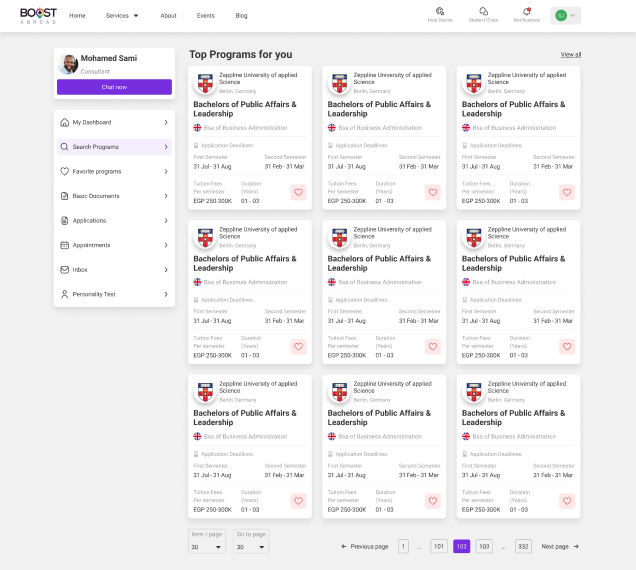 BOOST
ABROAD
Home
Services
About
Events
Blog
Student Chats
Notifications
SJ
Mohamed Sami
Consultant
Chat now
My Dashboard
Search Programs
Favorite programs
Basic Documents
Applications
Appointments
Inbox
Personality Test
Top Programs for you
View all
Zeppline University of applied
Science
Berlin, Germany
Bachelors of Public Affairs &
Leadership
Bsa of Business Administration
Application Deadlines:
First Semester Second Semester
31 Jul - 31 Aug 31 Feb - 31 Mar
Tuition Fees Duration
Per semester (Years)
EGP 250-300K 01 - 03
Zeppline University of applied
Science
Berlin, Germany
Bachelors of Public Affairs &
Leadership
Bsa of Business Administration
Application Deadlines:
First Semester Second Semester
31 Jul - 31 Aug 31 Feb - 31 Mar
Tuition Fees Duration
Per semester (Years)
EGP 250-300K 01 - 03
Zeppline University of applied
Science
Berlin, Germany
Bachelors of Public Affairs &
Leadership
Bsa of Business Administration
Application Deadlines:
First Semester Second Semester
31 Jul - 31 Aug 31 Feb - 31 Mar
Tuition Fees Duration
Per semester (Years)
EGP 250-300K 01 - 03
Zeppline University of applied
Science
Berlin, Germany
Bachelors of Public Affairs &
Leadership
Bsa of Business Administration
Application Deadlines:
First Semester Second Semester
31 Jul - 31 Aug 31 Feb - 31 Mar
Tuition Fees Duration
Per semester (Years)
EGP 250-300K 01 - 03
Zeppline University of applied
Science
Berlin, Germany
Bachelors of Public Affairs &
Leadership
Bsa of Business Administration
Application Deadlines:
First Semester Second Semester
31 Jul - 31 Aug 31 Feb - 31 Mar
Tuition Fees Duration
Per semester (Years)
EGP 250-300K 01 - 03
Zeppline University of applied
Science
Berlin, Germany
Bachelors of Public Affairs &
Leadership
Bsa of Business Administration
Application Deadlines:
First Semester Second Semester
31 Jul - 31 Aug 31 Feb - 31 Mar
Tuition Fees Duration
Per semester (Years)
EGP 250-300K 01 - 03
Zeppline University of applied
Science
Berlin, Germany
Bachelors of Public Affairs &
Leadership
Bsa of Business Administration
Application Deadlines:
First Semester Second Semester
31 Jul - 31 Aug 31 Feb - 31 Mar
Tuition Fees Duration
Per semester (Years)
EGP 250-300K 01 - 03
Zeppline University of applied
Science
Berlin, Germany
Bachelors of Public Affairs &
Leadership
Bsa of Business Administration
Application Deadlines:
First Semester Second Semester
31 Jul - 31 Aug 31 Feb - 31 Mar
Tuition Fees Duration
Per semester (Years)
EGP 250-300K 01 - 03
Zeppline University of applied
Science
Berlin, Germany
Bachelors of Public Affairs &
Leadership
Bsa of Business Administration
Application Deadlines:
First Semester Second Semester
31 Jul - 31 Aug 31 Feb - 31 Mar
Tuition Fees Duration
Per semester (Years)
EGP 250-300K 01 - 03
Item / page
30
Go to page
30
← Previous page 1 ... 101 102 103 ... 332 Next page →